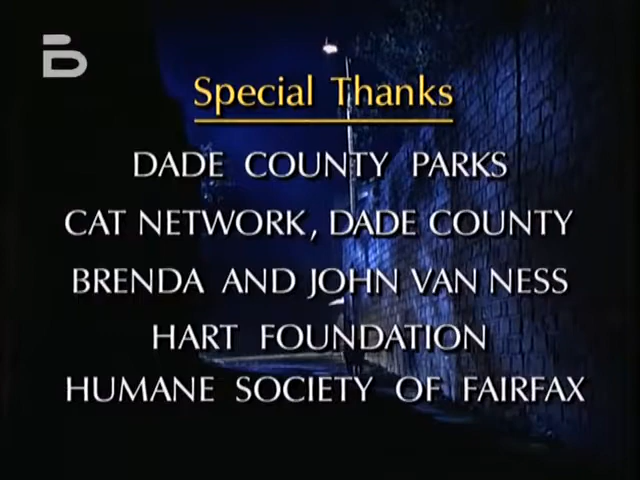 Б
Special Thanks
DADE COUNTY PARKS
CAT NETWORK, DADE COUNTY
BRENDA AND JOHN VAN NESS
HART FOUNDATION
HUMANE SOCIETY OF FAIRFAX